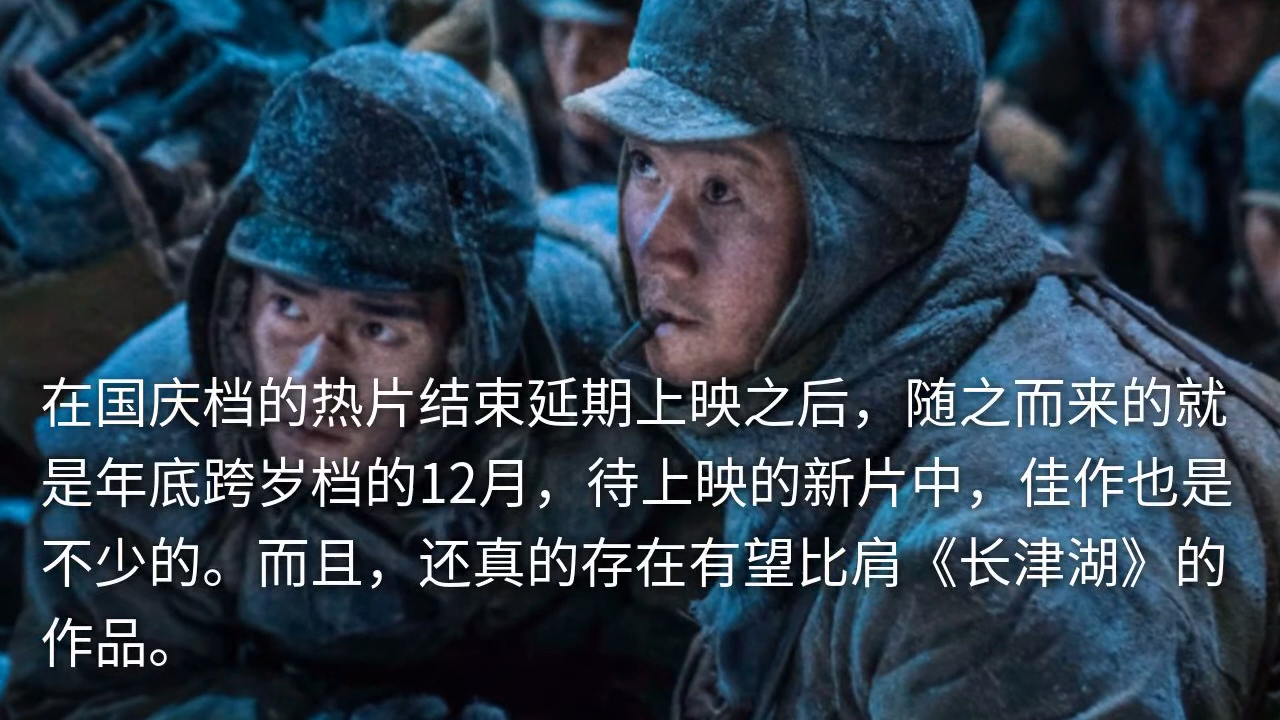 在国庆档的热片结束延期上映之后，随之而来的就
是年底跨岁档的12月，待上映的新片中，佳作也是
不少的。而且，还真的存在有望比肩《长津湖》的
作品。